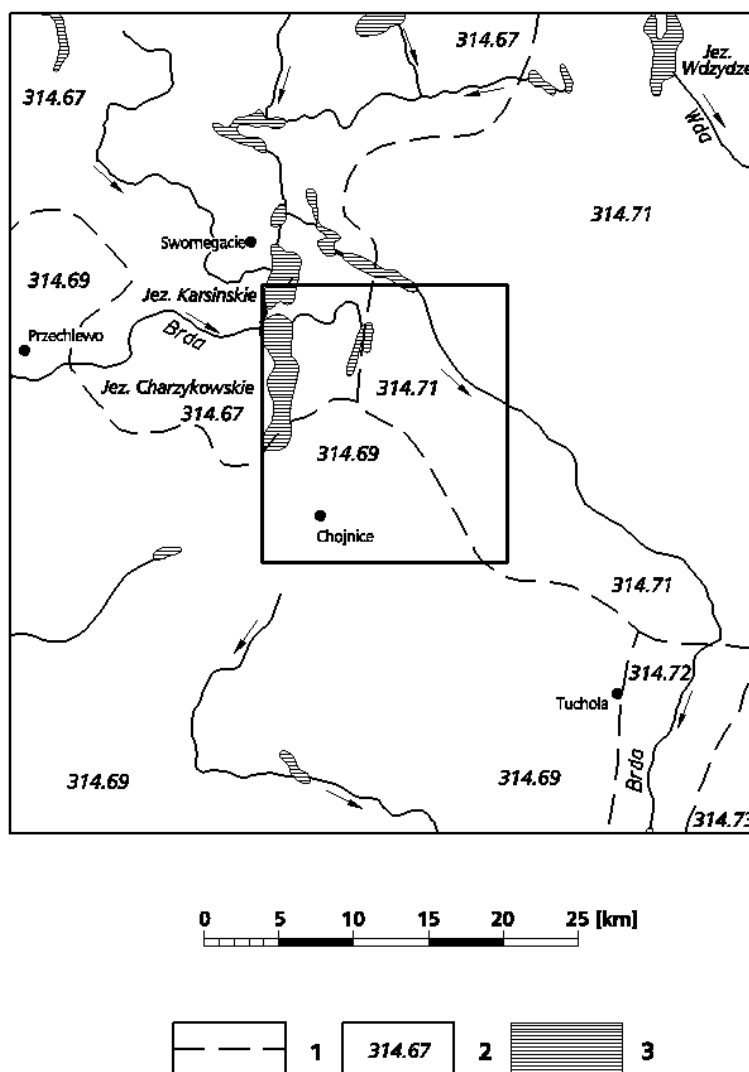 314.67
Jez.
Wdzydze
314.67
Wda
314.71
Swornegacie
314.69
Jez. Karsinskie
Przechlewo
Brda
Jez. Charzykowskie
314.67
314.71
314.69
Chojnice
314.71
314.72
Tuchola
314.69
314.69
Brda
314.73
0 5 10 15 20 25 [km]
1 314.67 2 3